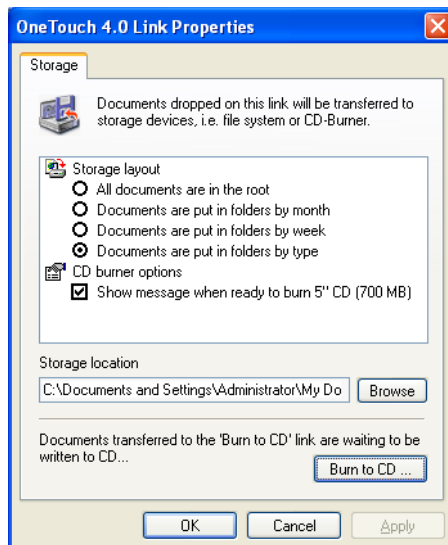 OneTouch 4.0 Link Properties
Storage
Documents dropped on this link will be transferred to
storage devices, i.e. file system or CD-Burner.
Storage layout
All documents are in the root
Documents are put in folders by month
Documents are put in folders by week
Documents are put in folders by type
CD burner options
Show message when ready to burn 5" CD (700 MB)
Storage location
C:\Documents and Settings\Administrator\My Do
Browse
Documents transferred to the 'Burn to CD' link are waiting to be
written to CD...
Burn to CD ...
OK
Cancel
Apply